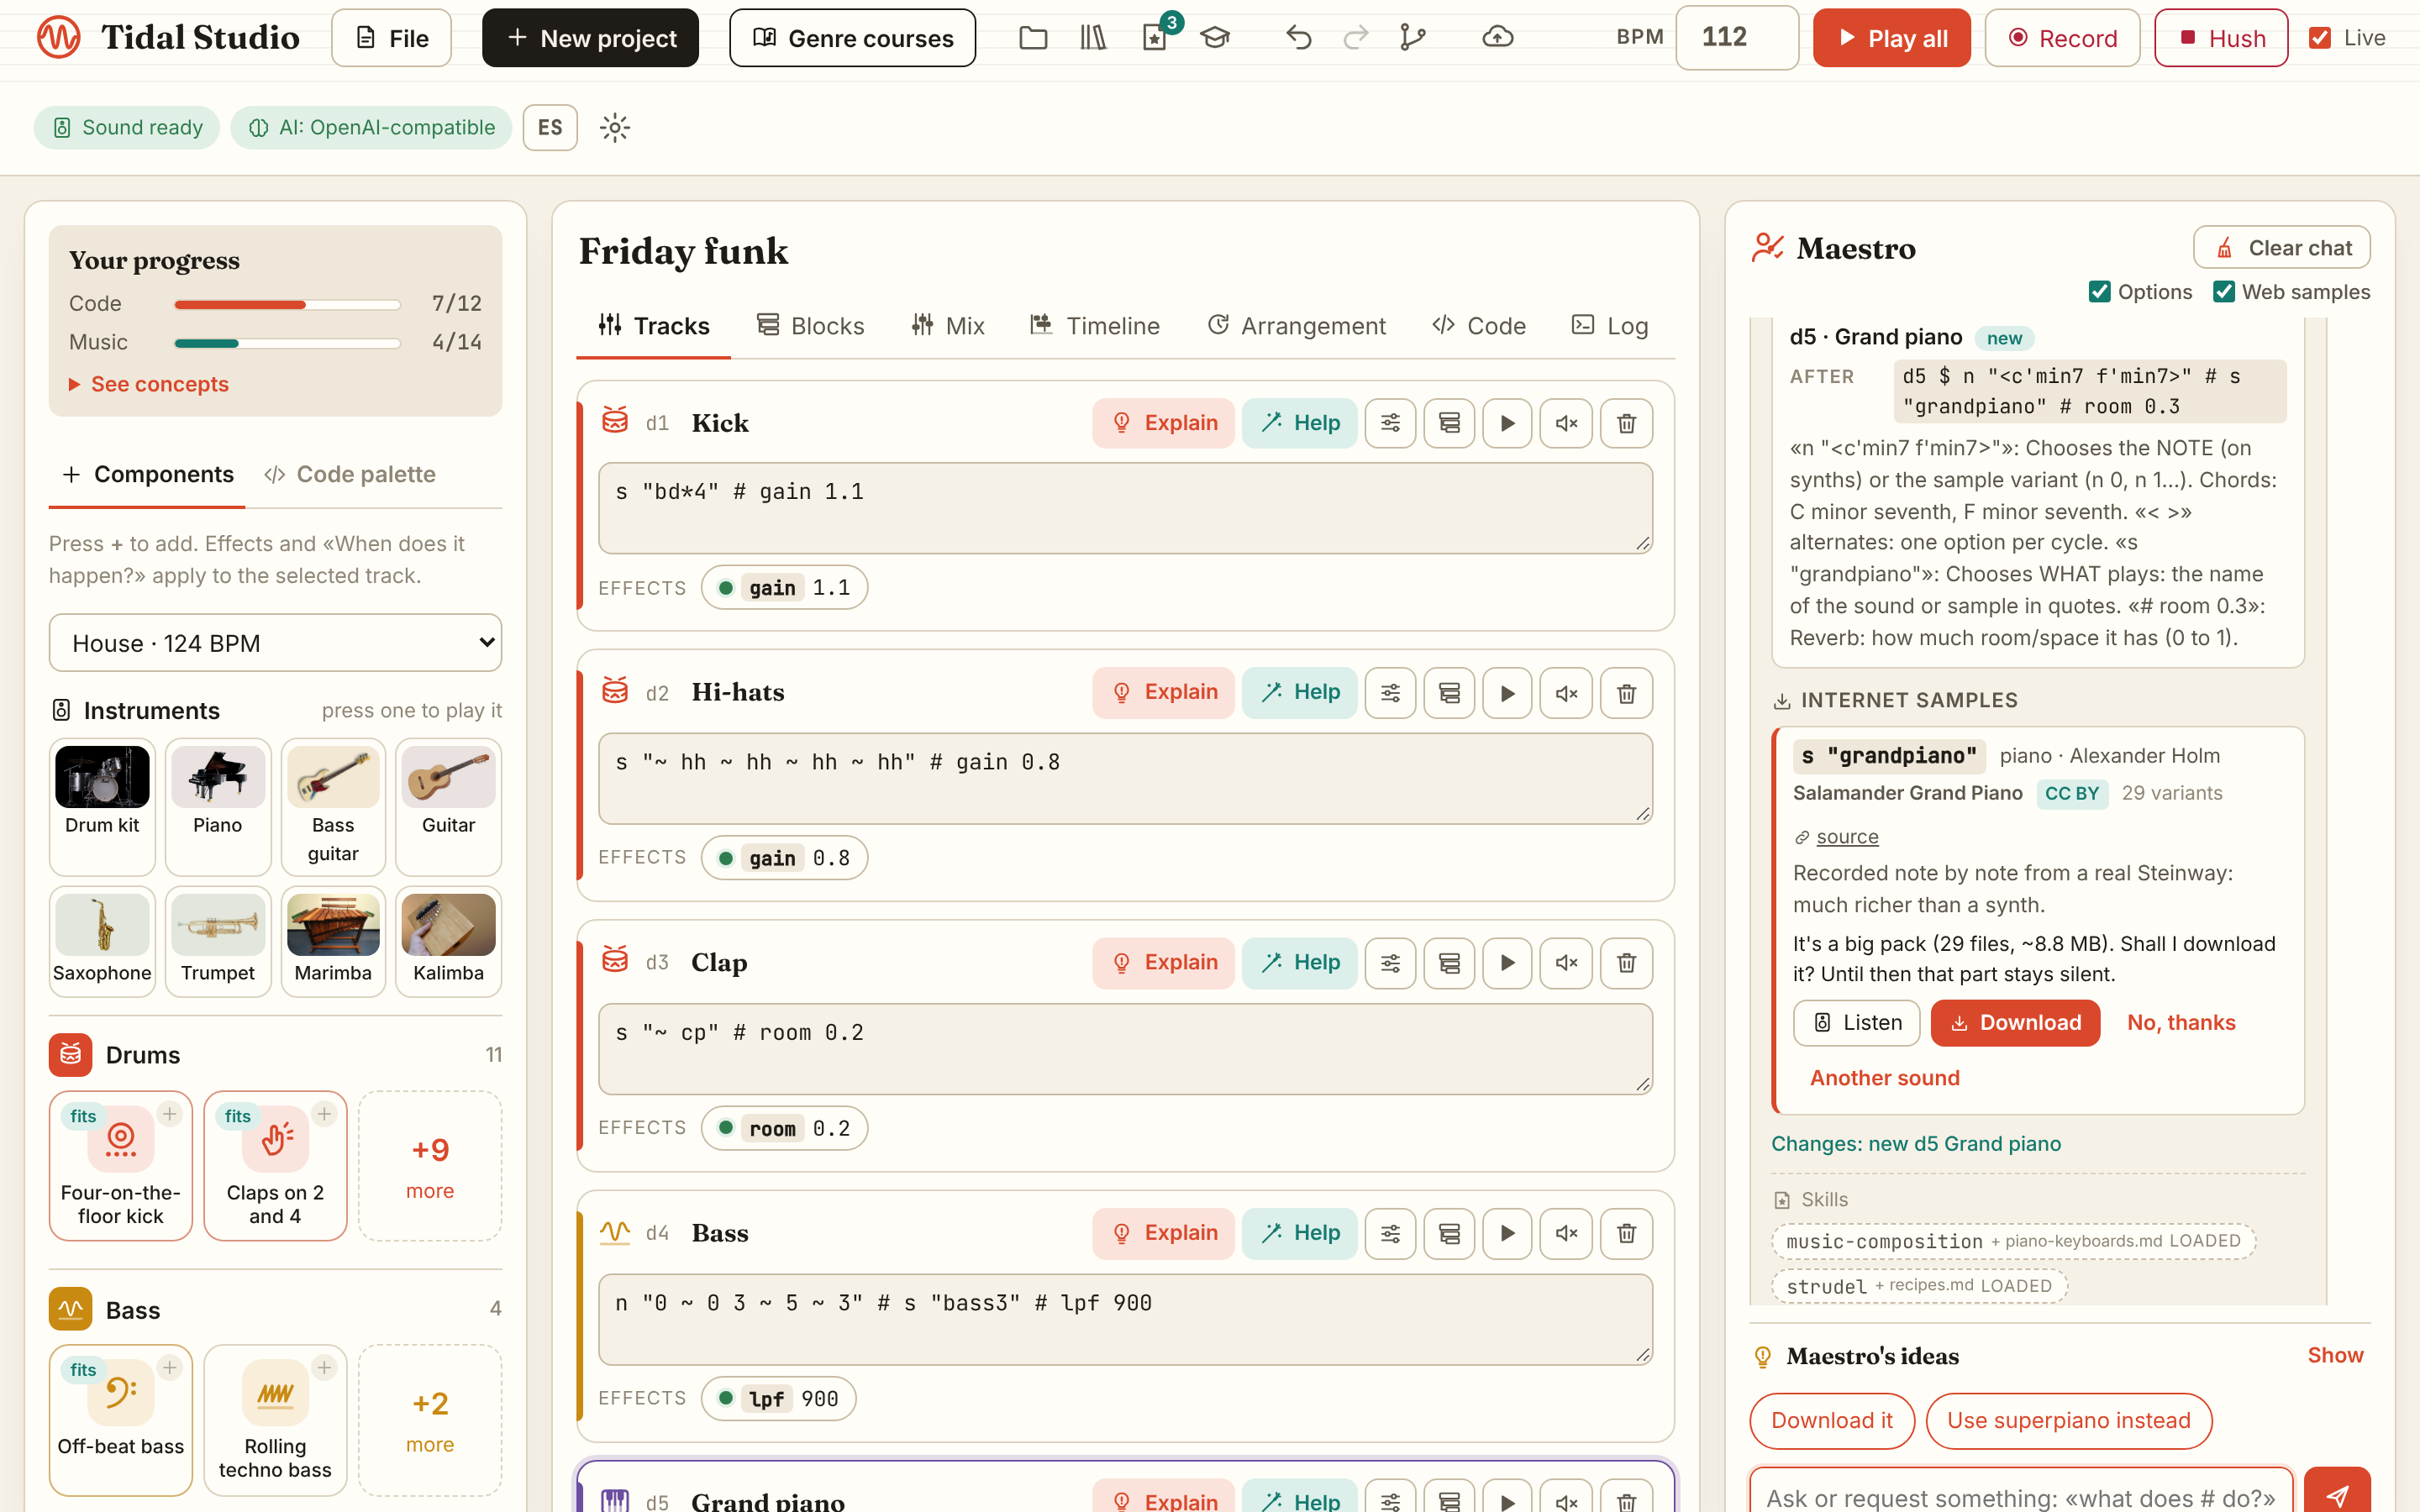 Tidal Studio
File
New project
Genre courses
3
BPM
112
Play all
Record
Hush
Live
Sound ready
AI: OpenAI-compatible
ES
Your progress
Code 7/12
Music 4/14
See concepts
Components
Code palette
Press + to add. Effects and «When does it
happen?» apply to the selected track.
House · 124 BPM
Instruments
press one to play it
Drum kit
Piano
Bass
guitar
Guitar
Saxophone
Trumpet
Marimba
Kalimba
Drums
11
fits
Four-on-the-
floor kick
fits
Claps on 2
and 4
+9
more
Bass
4
fits
Off-beat bass
Rolling
techno bass
+2
more
Friday funk
Tracks
Blocks
Mix
Timeline
Arrangement
Code
Log
d1 Kick
Explain
Help
s "bd*4" # gain 1.1
EFFECTS gain 1.1
d2 Hi-hats
Explain
Help
s "~ hh ~ hh ~ hh ~ hh" # gain 0.8
EFFECTS gain 0.8
d3 Clap
Explain
Help
s "~ cp" # room 0.2
EFFECTS room 0.2
d4 Bass
Explain
Help
n "0 ~ 0 3 ~ 5 ~ 3" # s "bass3" # lpf 900
EFFECTS lpf 900
d5 Grand piano
Explain
Help
Maestro
Clear chat
Options
Web samples
d5 · Grand piano new
AFTER
d5 $ n "<c'min7 f'min7>" # s
"grandpiano" # room 0.3
«n "<c'min7 f'min7>"»: Chooses the NOTE (on
synths) or the sample variant (n 0, n 1...). Chords:
C minor seventh, F minor seventh. «< >»
alternates: one option per cycle. «s
"grandpiano"»: Chooses WHAT plays: the name
of the sound or sample in quotes. «# room 0.3»:
Reverb: how much room/space it has (0 to 1).
INTERNET SAMPLES
s "grandpiano" piano · Alexander Holm
Salamander Grand Piano CC BY 29 variants
source
Recorded note by note from a real Steinway:
much richer than a synth.
It's a big pack (29 files, ~8.8 MB). Shall I download
it? Until then that part stays silent.
Listen
Download
No, thanks
Another sound
Changes: new d5 Grand piano
Skills
music-composition + piano-keyboards.md LOADED
strudel + recipes.md LOADED
Maestro's ideas
Show
Download it
Use superpiano instead
Ask or request something: «what does # do?»